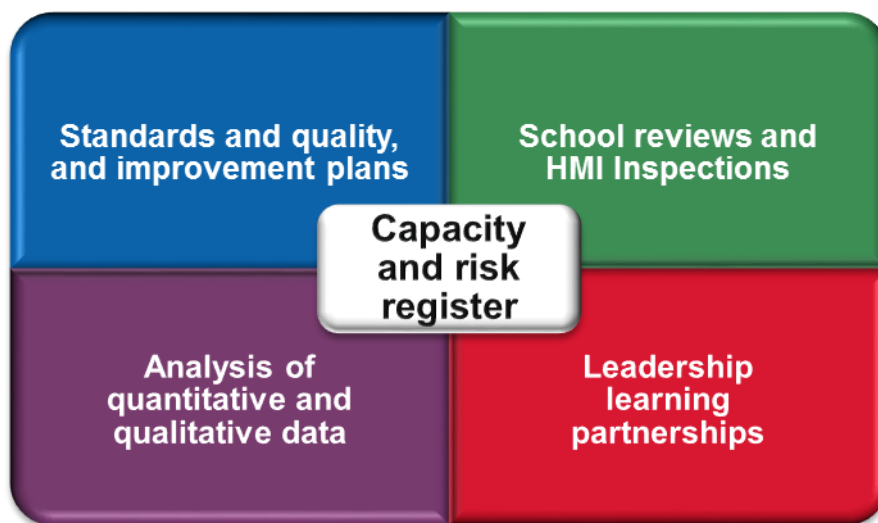 Standards and quality,
and improvement plans
School reviews and
HMI Inspections
Capacity
and risk
register
Analysis of
quantitative and
qualitative data
Leadership
learning
partnerships